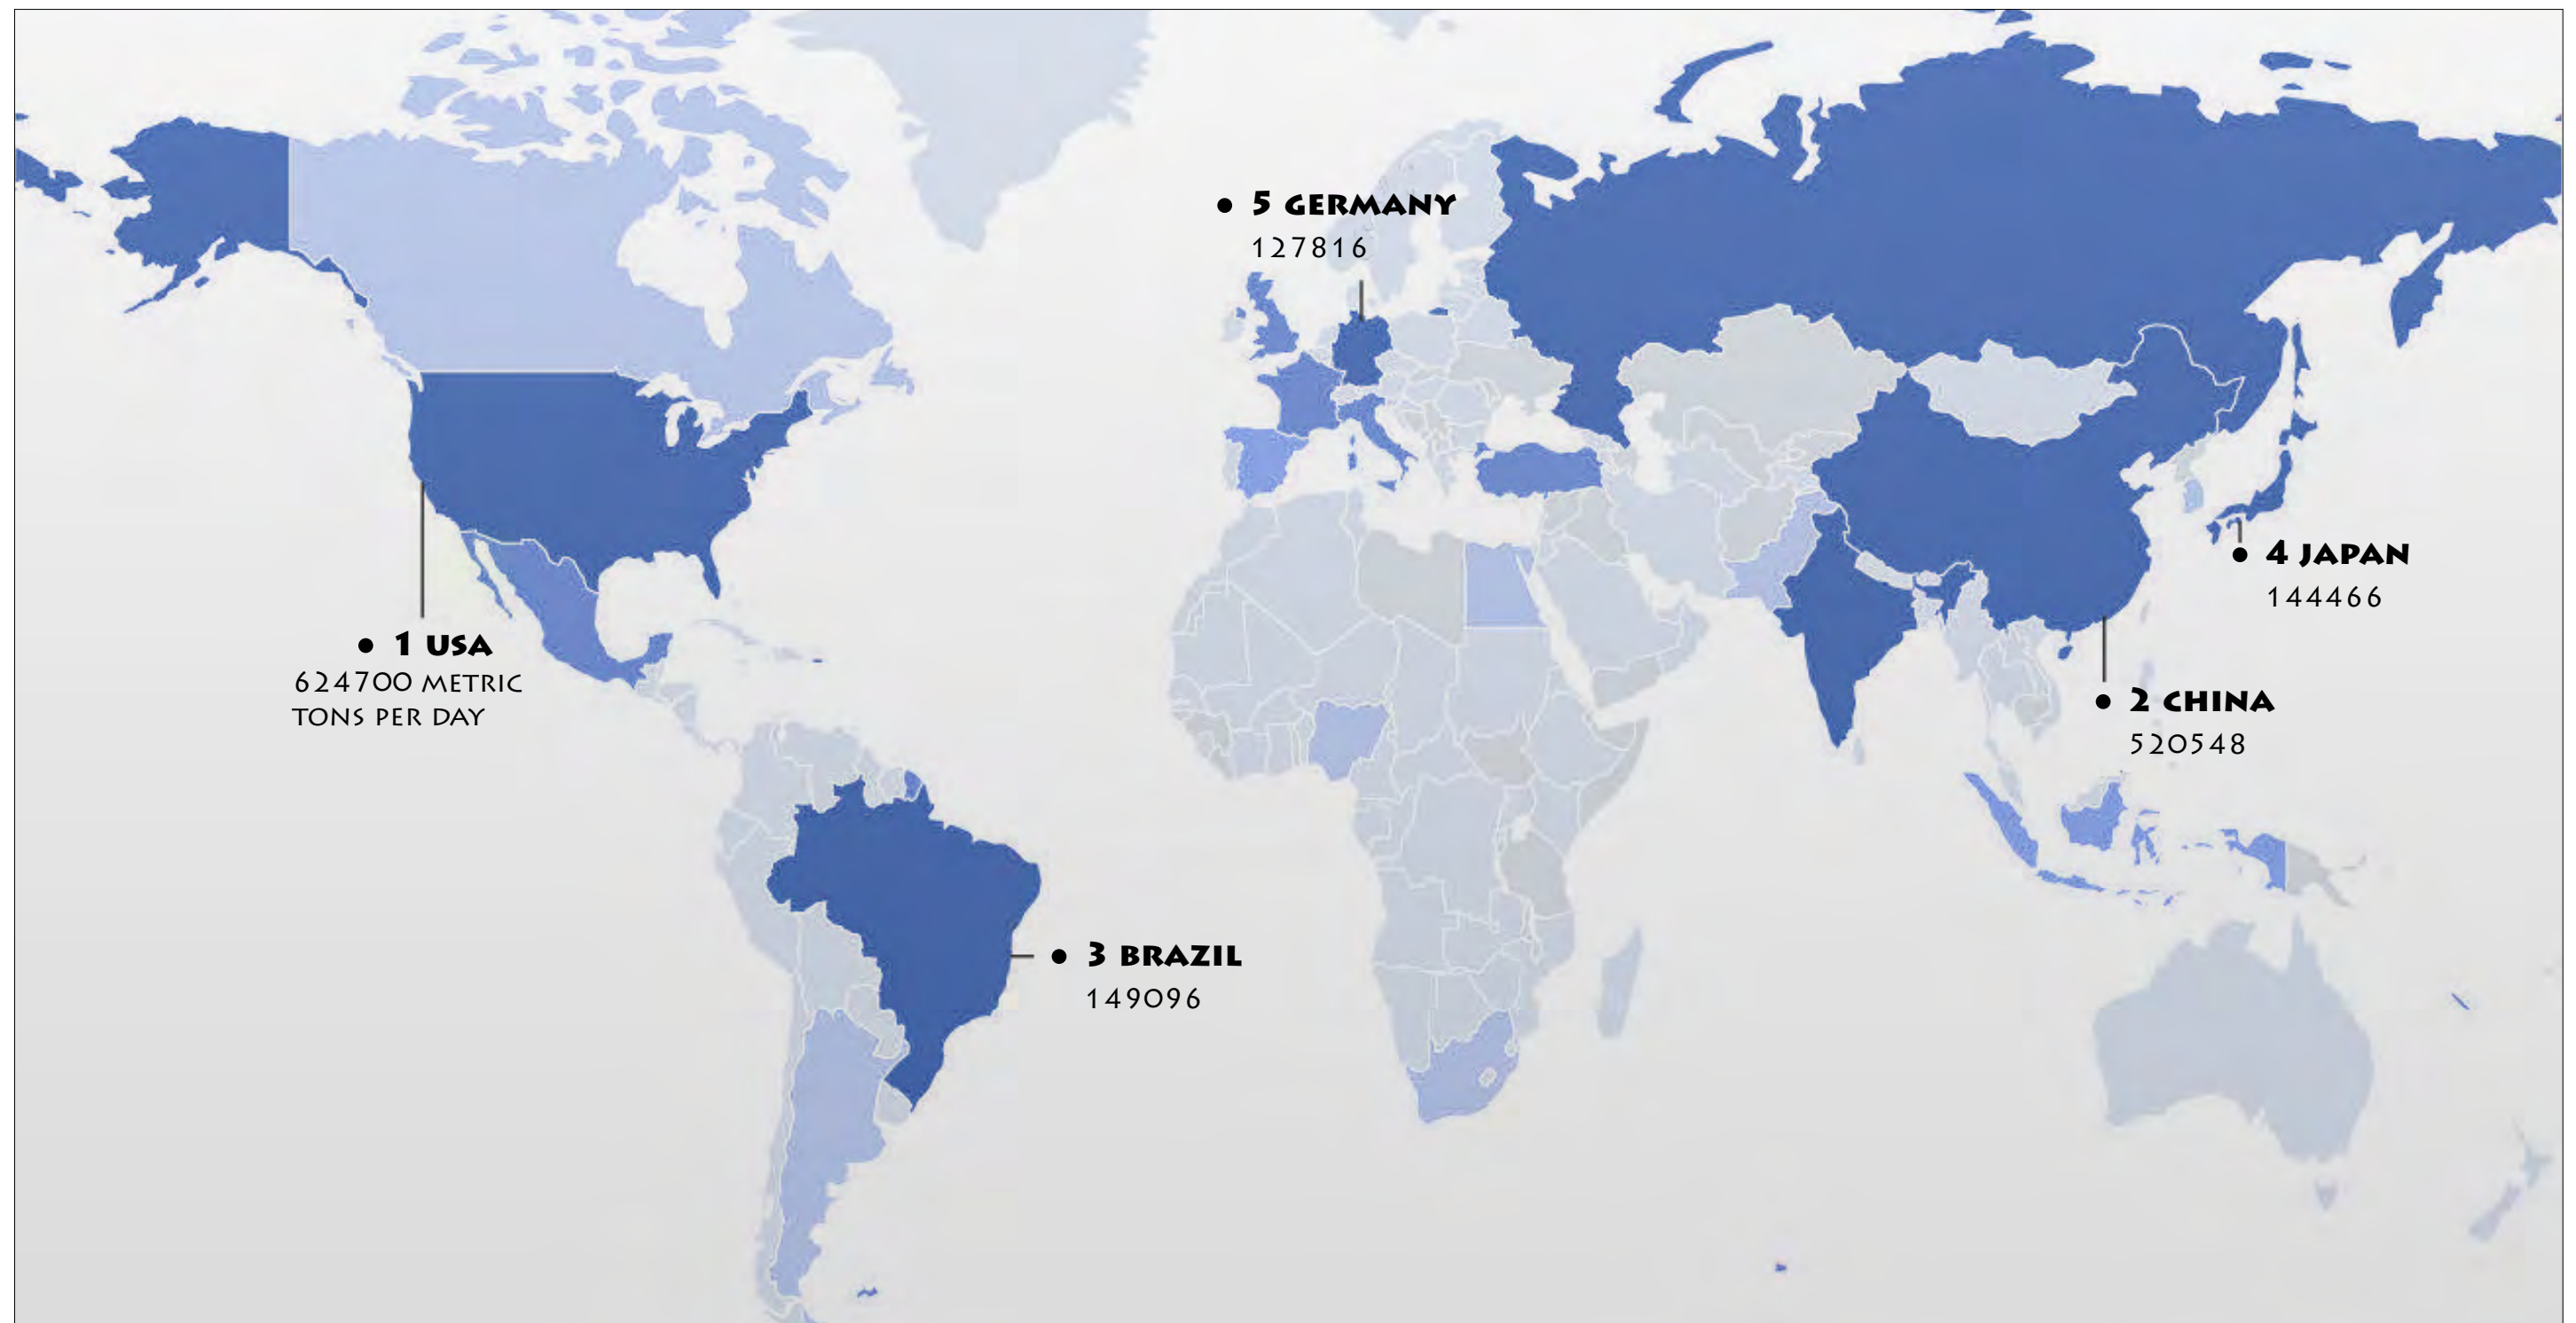 • 5 GERMANY
127816
• 4 JAPAN
144466
• 1 USA
624700 METRIC
TONS PER DAY
• 2 CHINA
520548
• 3 BRAZIL
149096